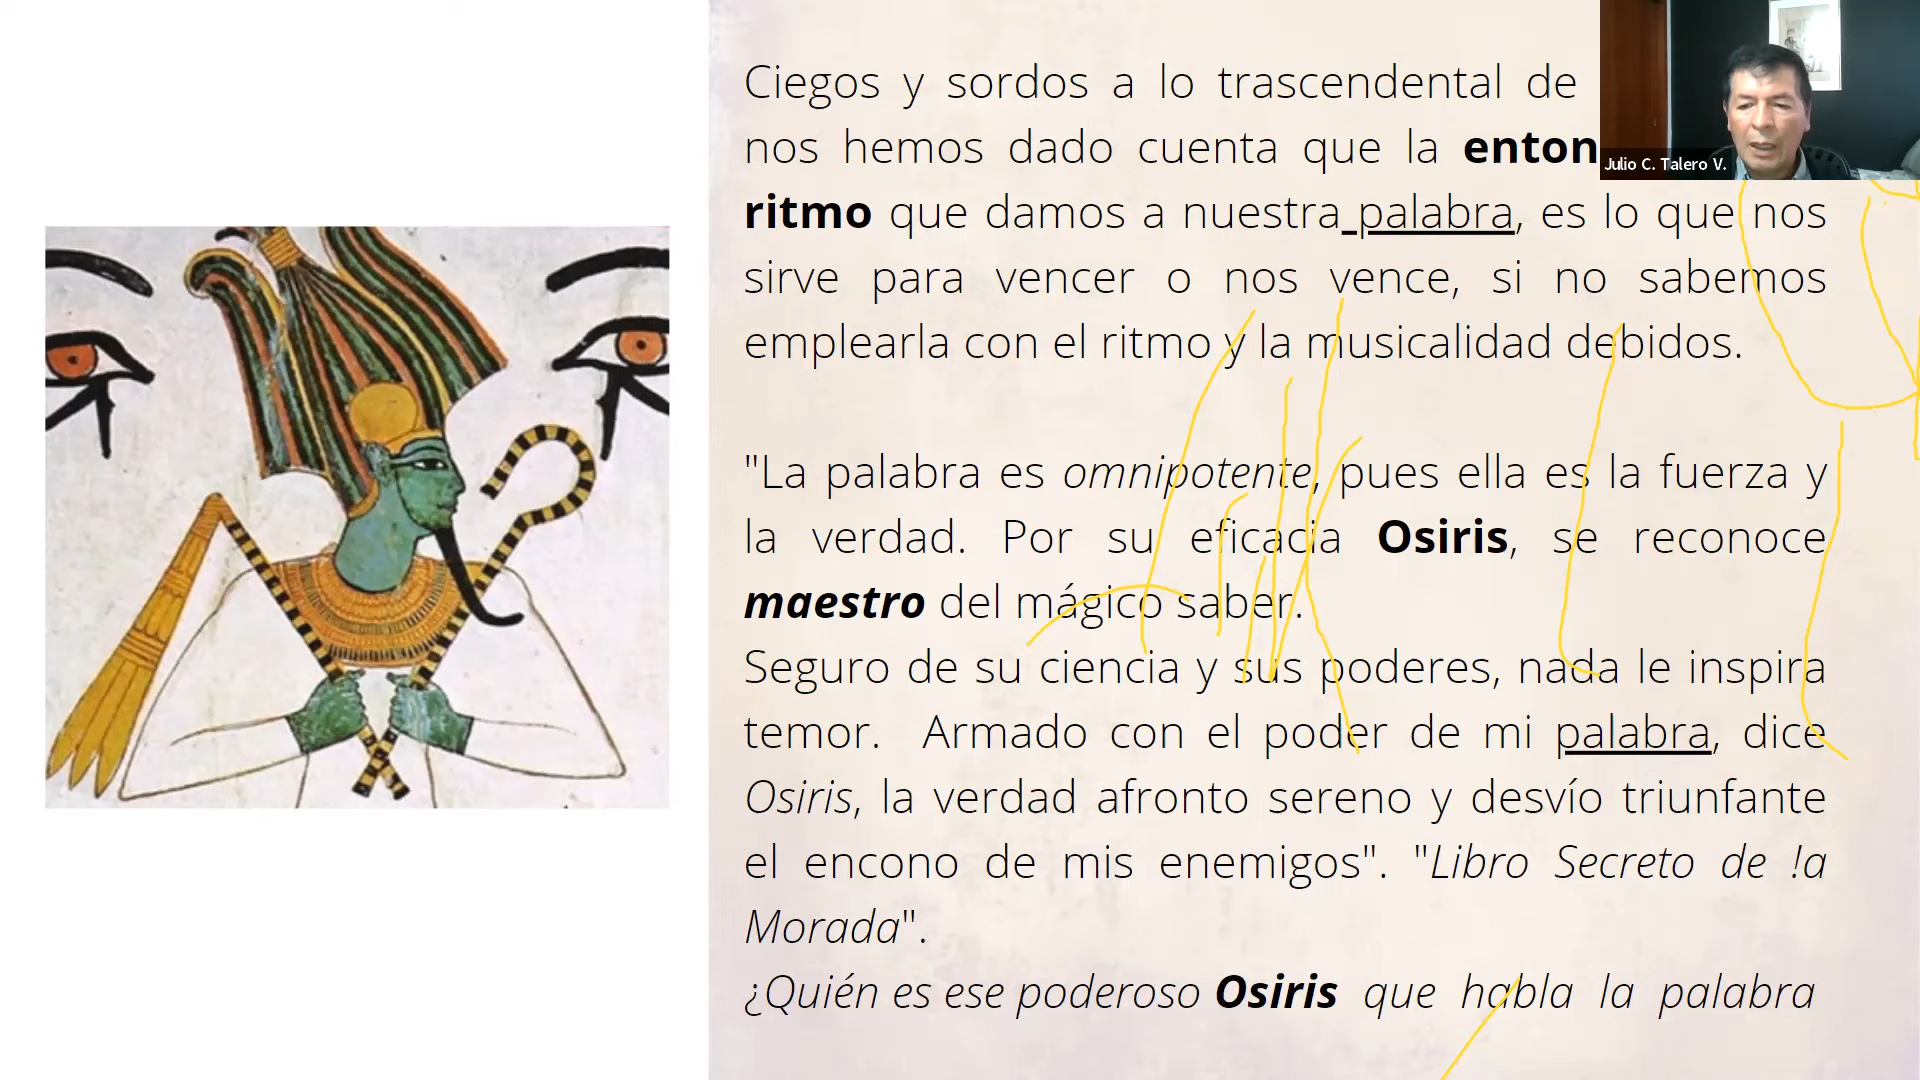 Ciegos y sordos a lo trascendental de
nos hemos dado cuenta que la enton
ritmo que damos a nuestra palabra, es lo que nos
sirve para vencer o nos vence, si no sabemos
emplearla con el ritmo y la musicalidad debidos.
"La palabra es omnipotente, pues ella es la fuerza y
la verdad. Por su eficacia Osiris, se reconoce
maestro del mágico saber.
Seguro de su ciencia y sus poderes, nada le inspira
temor. Armado con el poder de mi palabra, dice
Osiris, la verdad afronto sereno y desvío triunfante
el encono de mis enemigos". "Libro Secreto de !a
Morada".
¿Quién es ese poderoso Osiris que habla la palabra
Julio C. Talero V.